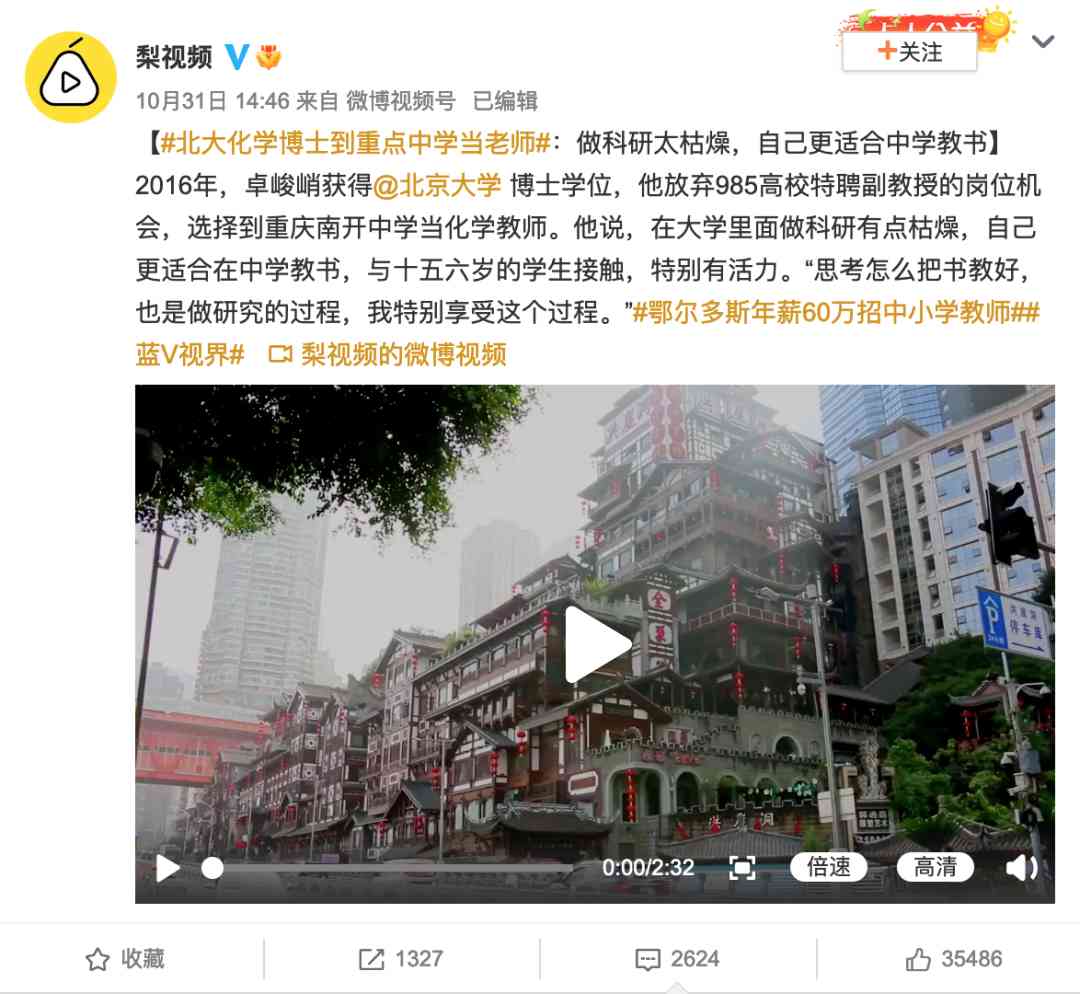 梨视频
+关注
10月31日 14:46 来自 微博视频号 已编辑
【#北大化学博士到重点中学当老师#：做科研太枯燥，自己更适合中学教书】
2016年，卓峻峭获得@北京大学 博士学位，他放弃985高校特聘副教授的岗位机
会，选择到重庆南开中学当化学教师。他说，在大学里面做科研有点枯燥，自己
更适合在中学教书，与十五六岁的学生接触，特别有活力。“思考怎么把书教好，
也是做研究的过程，我特别享受这个过程。”#鄂尔多斯年薪60万招中小学教师##
蓝V视界# 梨视频的微博视频
P
停车库
洪崖洞
0:00/2:32
倍速
高清
收藏
1327
2624
35486